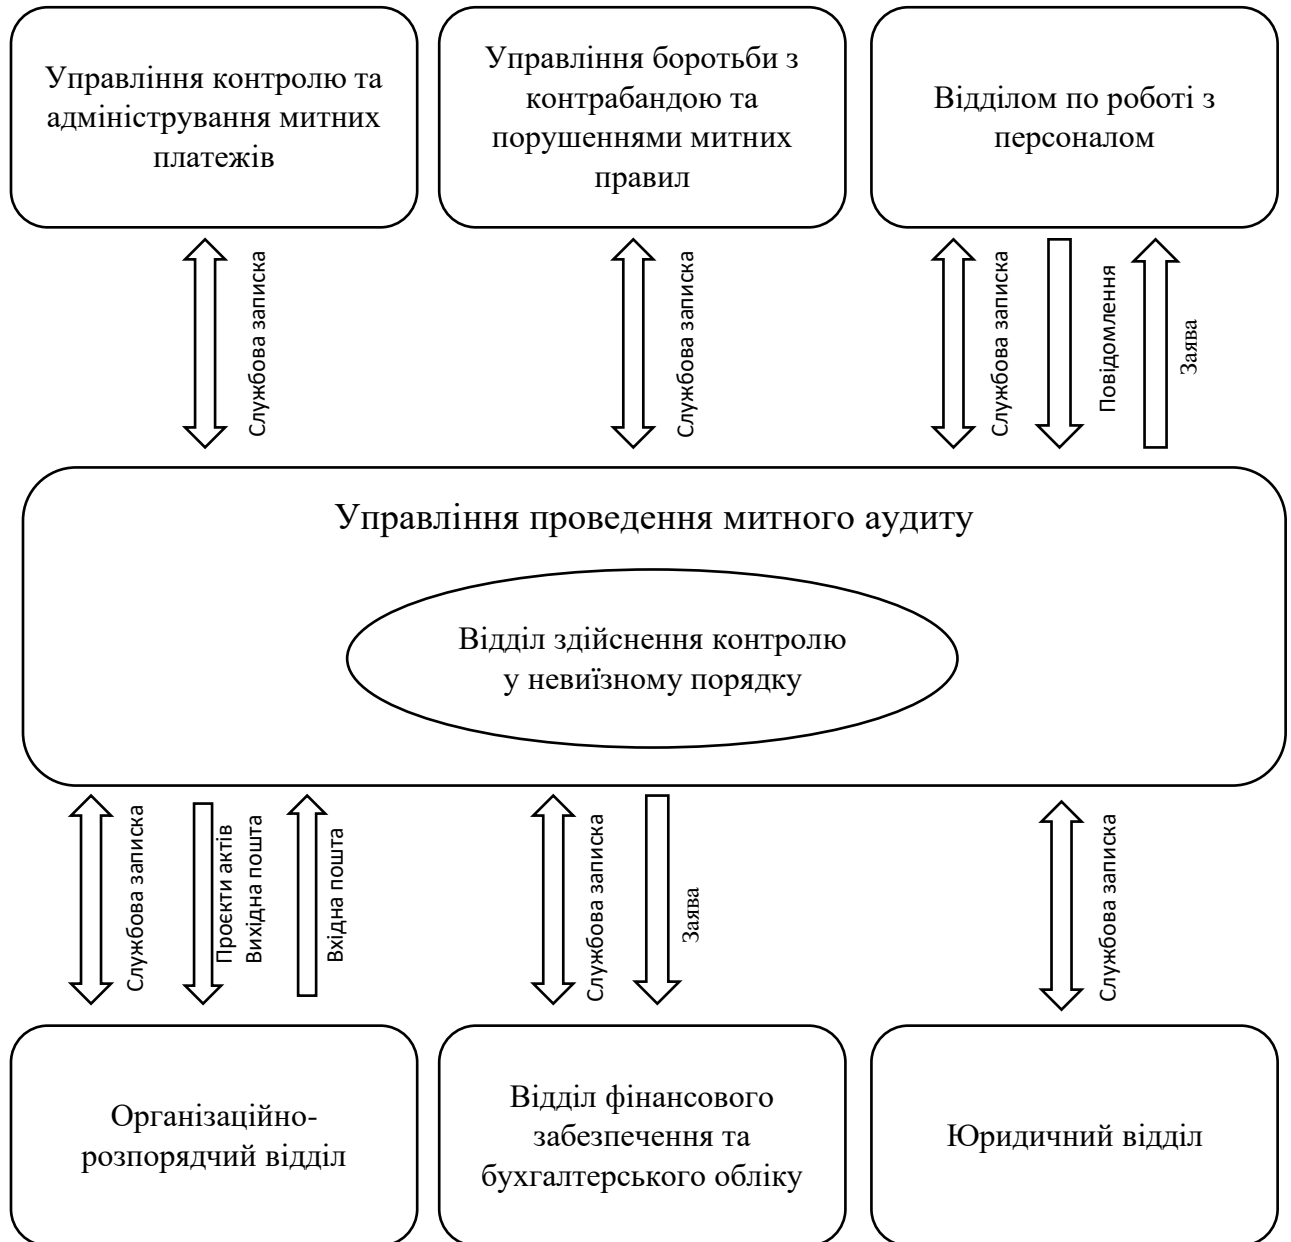 Управління контролю та
адміністрування митних
платежів
Управління боротьби з
контрабандою та
порушеннями митних
правил
Відділом по роботі з
персоналом
Службова записка
Службова записка
Службова записка
Повідомлення
Заява
Управління проведення митного аудиту
Відділ здійснення контролю
у невиїзному порядку
Службова записка
Проєкти актів
Вихідна пошта
Вхідна пошта
Службова записка
Заява
Службова записка
Організаційно-
розпорядчий відділ
Відділ фінансового
забезпечення та
бухгалтерського обліку
Юридичний відділ